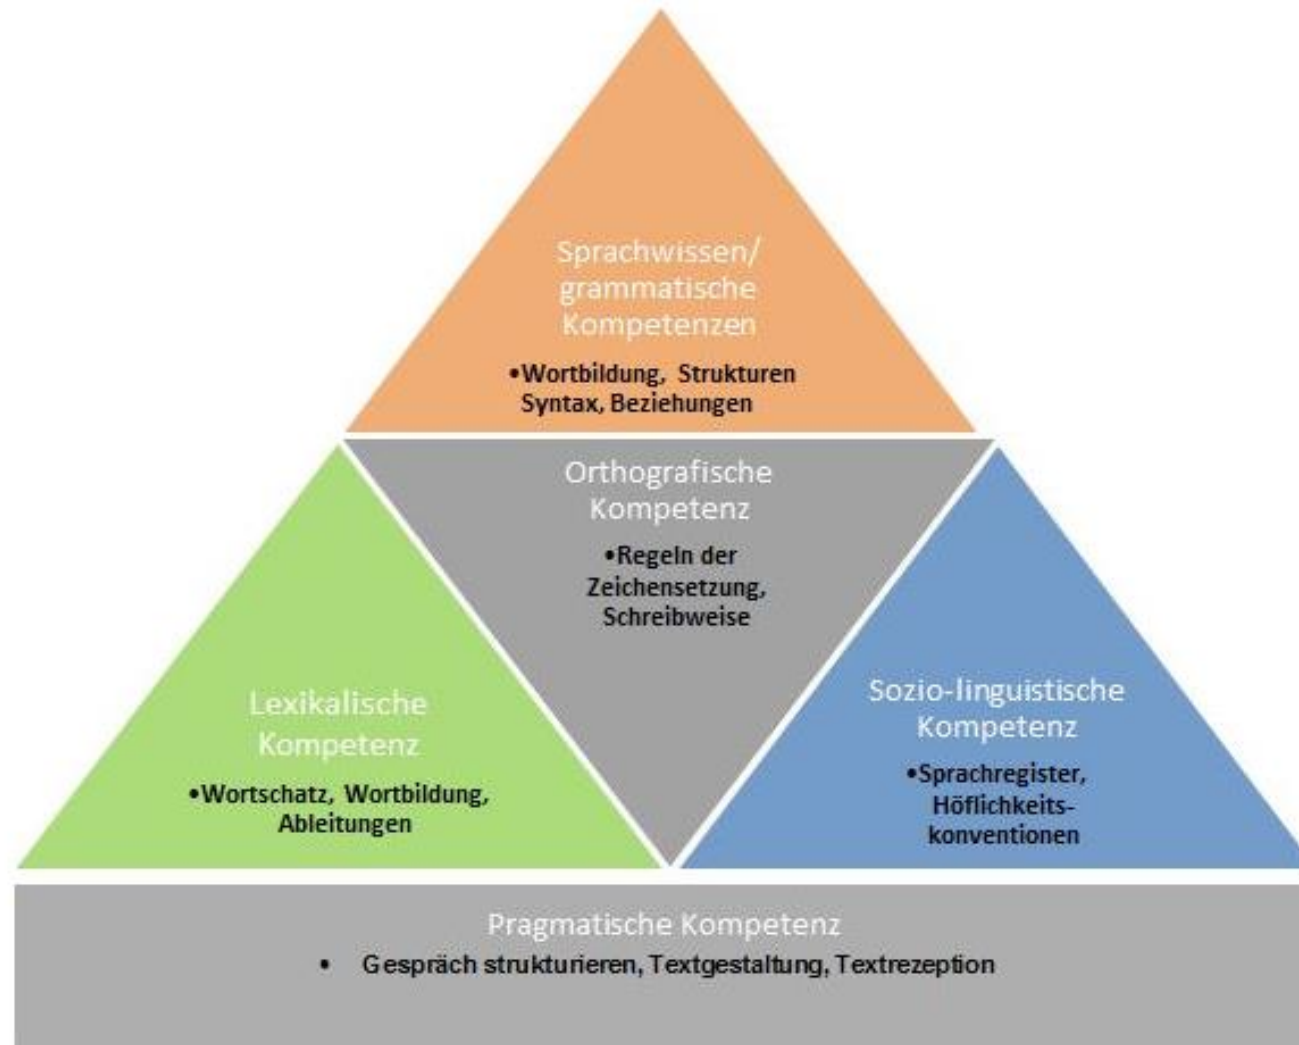 Sprachwissen/
grammatische
Kompetenzen
•Wortbildung, Strukturen
Syntax, Beziehungen
Orthografische
Kompetenz
•Regeln der
Zeichensetzung,
Schreibweise
Lexikalische
Kompetenz
•Wortschatz, Wortbildung,
Ableitungen
Sozio-linguistische
Kompetenz
•Sprachregister,
Höflichkeits-
konventionen
Pragmatische Kompetenz
• Gespräch strukturieren, Textgestaltung, Textrezeption